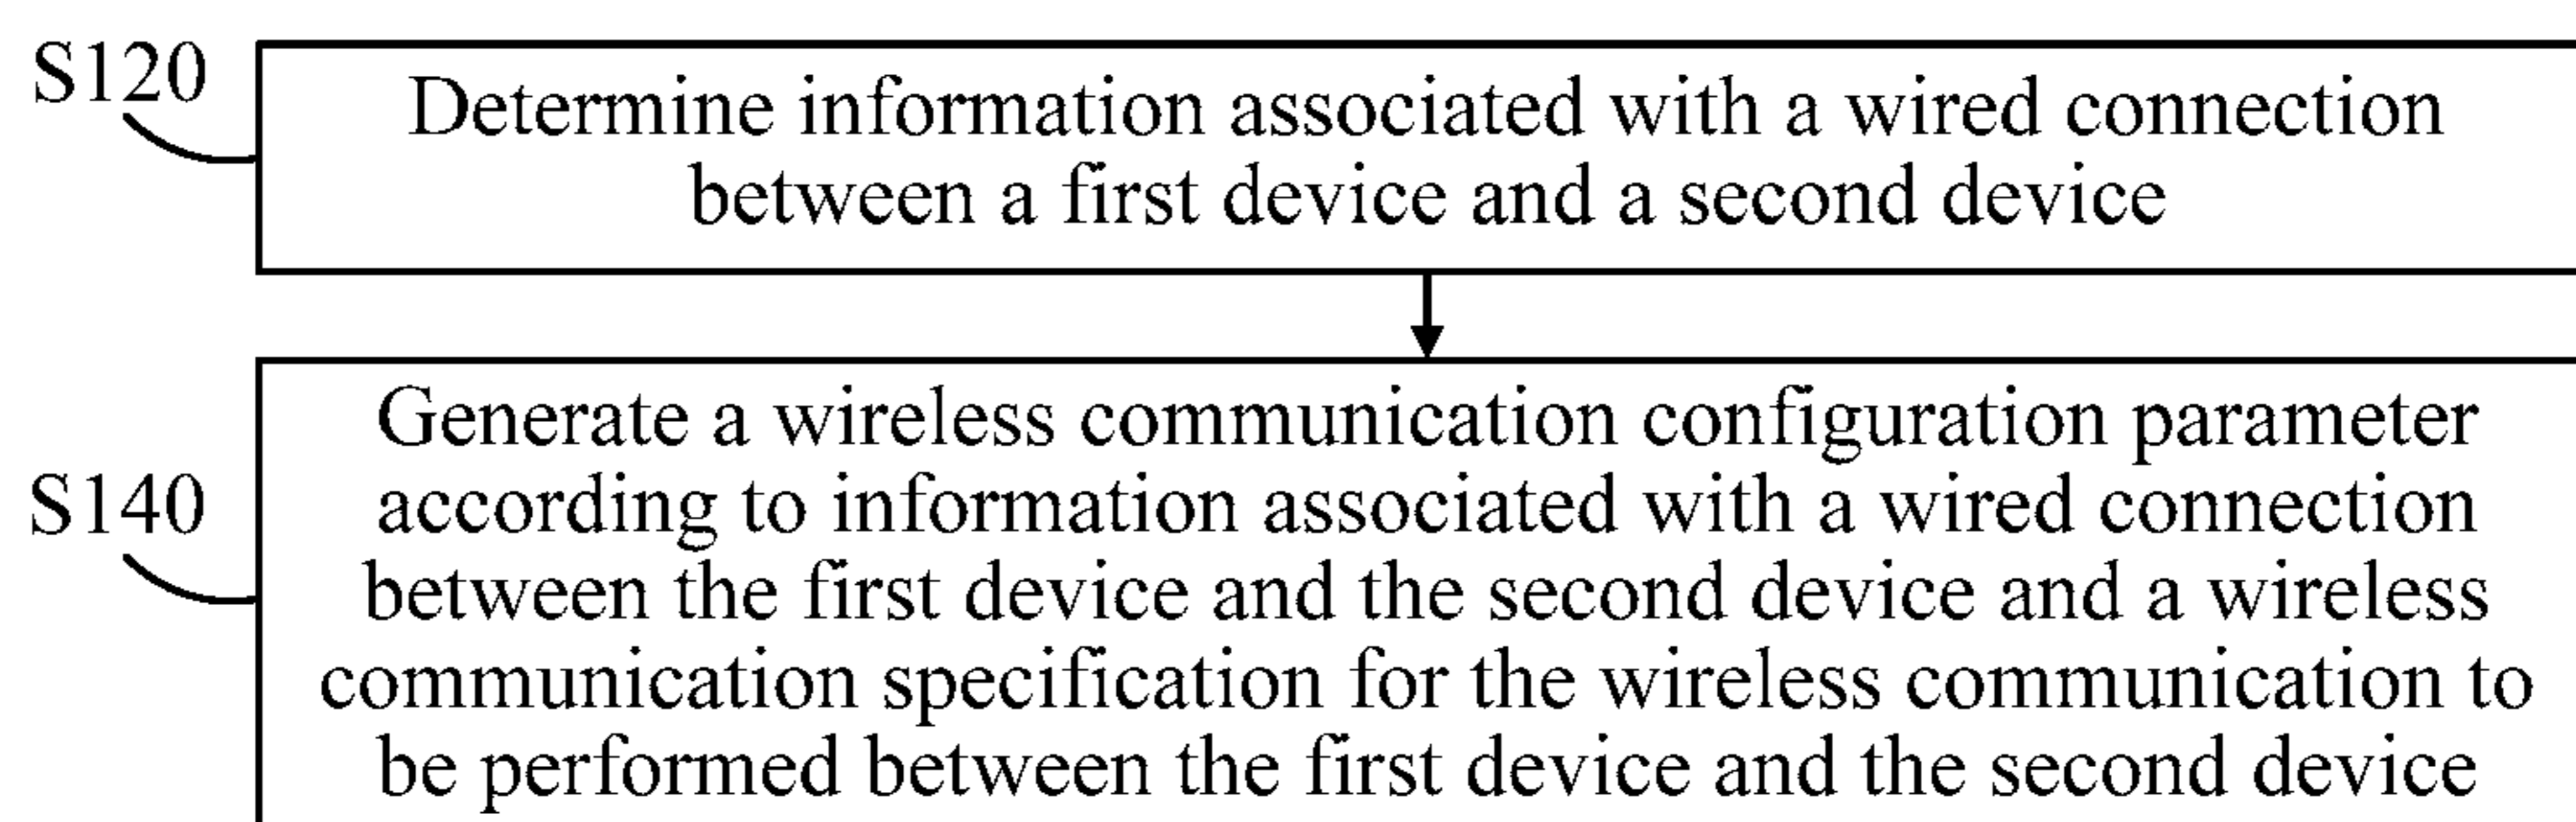 S120
Determine information associated with a wired connection
between a first device and a second device
S140
Generate a wireless communication configuration parameter
according to information associated with a wired connection
between the first device and the second device and a wireless
communication specification for the wireless communication to
be performed between the first device and the second device